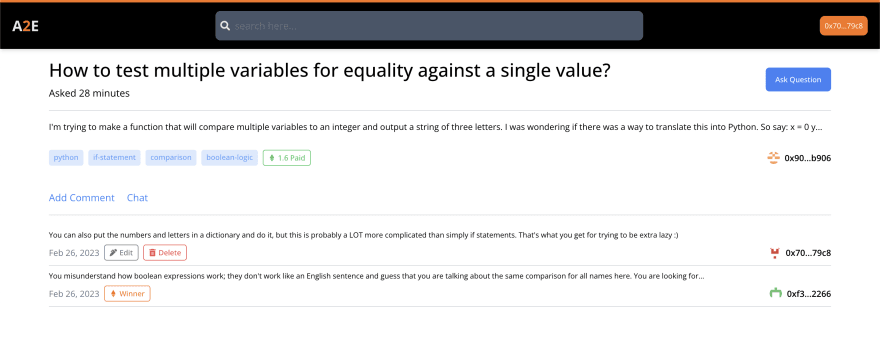 A2E
search here...
0x70...79c8
How to test multiple variables for equality against a single value?
Ask Question
Asked 28 minutes
I'm trying to make a function that will compare multiple variables to an integer and output a string of three letters. I was wondering if there was a way to translate this into Python. So say: x = 0 y...
python if-statement comparison boolean-logic 1.6 Paid 0x90...b906
Add Comment Chat
You can also put the numbers and letters in a dictionary and do it, but this is probably a LOT more complicated than simply if statements. That's what you get for trying to be extra lazy :)
Feb 26, 2023 Edit Delete 0x70...79c8
You misunderstand how boolean expressions work; they don't work like an English sentence and guess that you are talking about the same comparison for all names here. You are looking for...
Feb 26, 2023 Winner 0xf3...2266